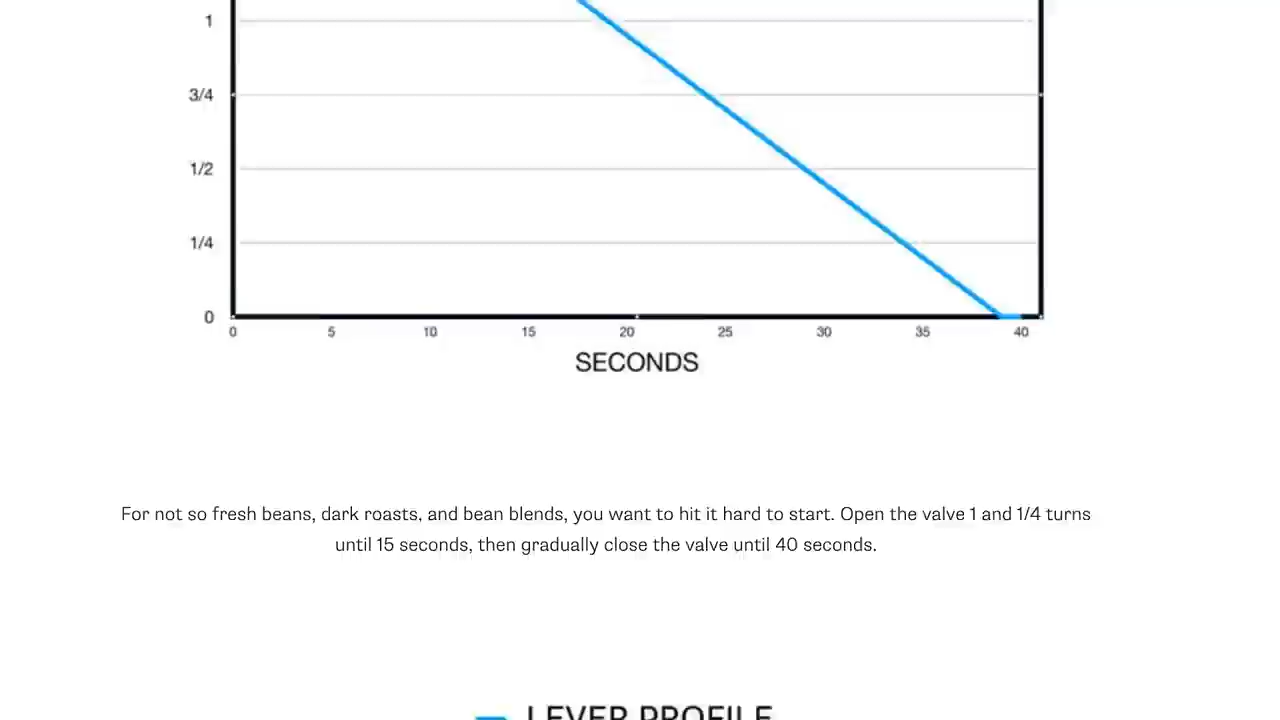 1
3/4
1/2
1/4
0
0 5 10 15 20 25 30 35 40
SECONDS
For not so fresh beans, dark roasts, and bean blends, you want to hit it hard to start. Open the valve 1 and 1/4 turns
until 15 seconds, then gradually close the valve until 40 seconds.
LEVER PROFILE